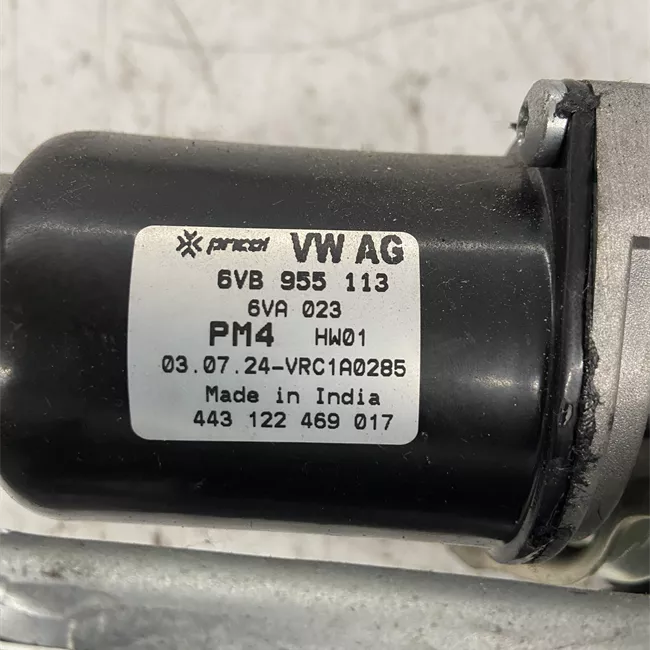 pricol VW AG
6VB 955 113
6VA 023
PM4 HW01
03.07.24-VRC1A0285
Made in India
443 122 469 017